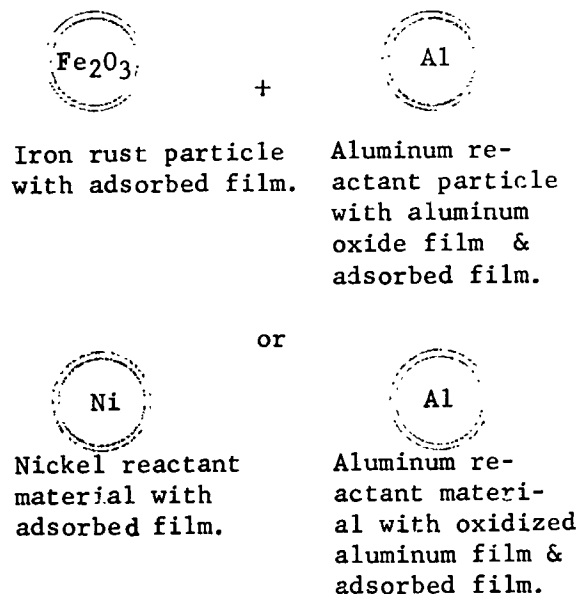 Fe2O3 + Al
Iron rust particle
with adsorbed film.
Aluminum re-
actant particle
with aluminum
oxide film &
adsorbed film.
or
Ni Al
Nickel reactant
material with
adsorbed film.
Aluminum re-
actant materi-
al with oxidized
aluminum film &
adsorbed film.